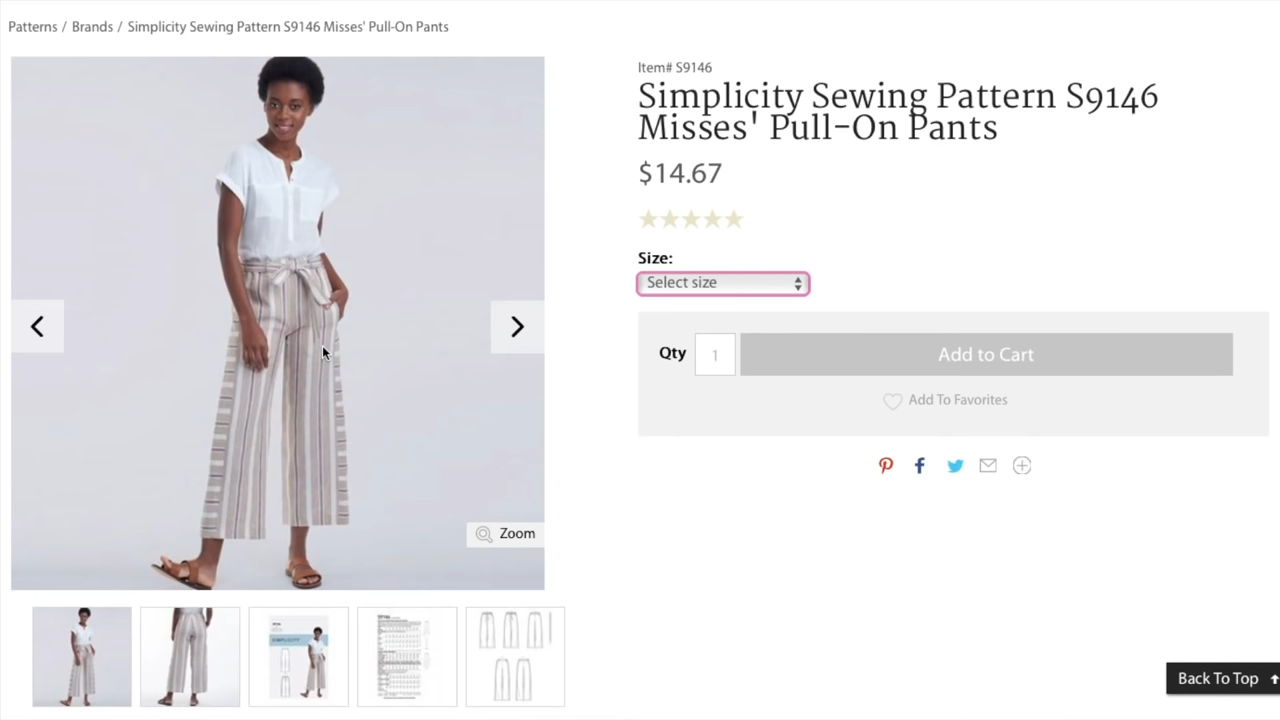 Patterns / Brands / Simplicity Sewing Pattern S9146 Misses' Pull-On Pants
Item# S9146
Simplicity Sewing Pattern S9146
Misses' Pull-On Pants
$14.67
Size:
Select size
Qty 1 Add to Cart
Add To Favorites
Zoom
SIMPLICITY
Back To Top